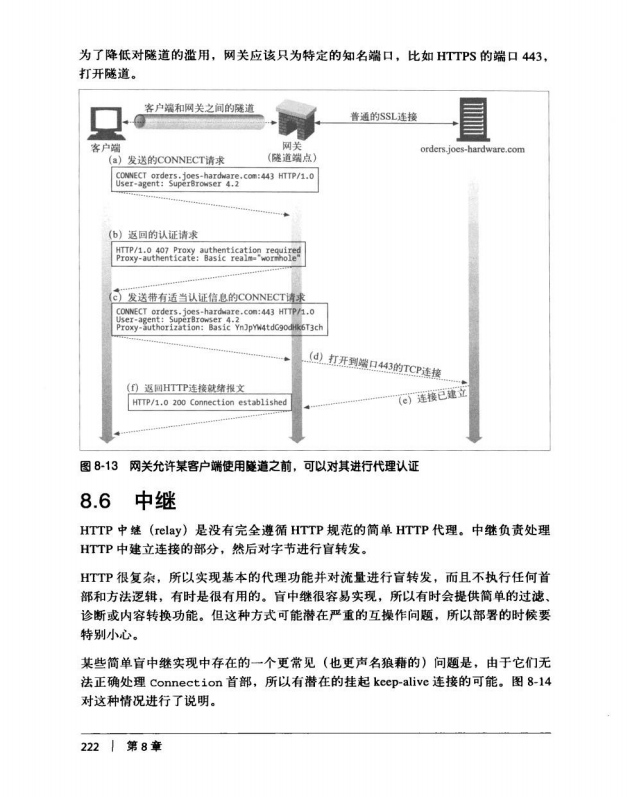 为了降低对隧道的滥用，网关应该只为特定的知名端口，比如 HTTPS 的端口 443，
打开隧道。
客户端和网关之间的隧道
普通的SSL连接
客户端
网关
(隧道端点)
orders.joes-hardware.com
(a) 发送的CONNECT请求
CONNECT orders.joes-hardware.com:443 HTTP/1.0
User-agent: SuperBrowser 4.2
(b) 返回的认证请求
HTTP/1.0 407 Proxy authentication required
Proxy-authenticate: Basic realm="wormhole"
(c) 发送带有适当认证信息的CONNECT请求
CONNECT orders.joes-hardware.com:443 HTTP/1.0
User-agent: SuperBrowser 4.2
Proxy-authorization: Basic YnJpYW4tdG90dHk6T3ch
(d) 打开到端口443的TCP连接
(e) 连接已建立
(f) 返回HTTP连接就绪报文
HTTP/1.0 200 Connection established
图 8-13 网关允许某客户端使用隧道之前，可以对其进行代理认证
8.6 中继
HTTP 中继（relay）是没有完全遵循 HTTP 规范的简单 HTTP 代理。中继负责处理
HTTP 中建立连接的部分，然后对字节进行盲转发。
HTTP 很复杂，所以实现基本的代理功能并对流量进行盲转发，而且不执行任何首
部和方法逻辑，有时是很有用的。盲中继很容易实现，所以有时会提供简单的过滤、
诊断或内容转换功能。但这种方式可能潜在严重的互操作问题，所以部署的时候要
特别小心。
某些简单盲中继实现中存在的一个更常见（也更声名狼藉的）问题是，由于它们无
法正确处理 Connection 首部，所以有潜在的挂起 keep-alive 连接的可能。图 8-14
对这种情况进行了说明。
222 | 第 8 章